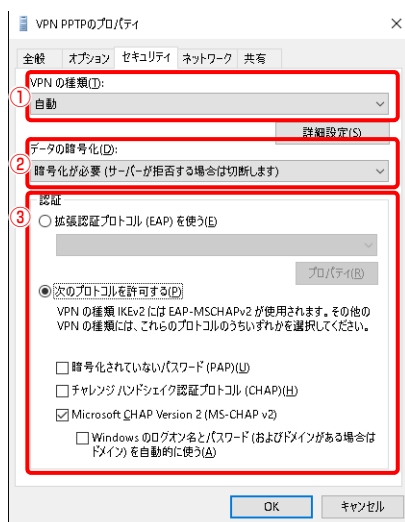 VPN PPTPのプロパティ
全般 オプション セキュリティ ネットワーク 共有
① VPN の種類(T):
自動
詳細設定(S)
② データの暗号化(D):
暗号化が必要 (サーバーが拒否する場合は切断します)
認証
③ 拡張認証プロトコル (EAP) を使う(E)
プロパティ(R)
次のプロトコルを許可する(P)
VPN の種類 IKEv2 には EAP-MSCHAPv2 が使用されます。その他の
VPN の種類には、これらのプロトコルのうちいずれかを選択してください。
暗号化されていないパスワード (PAP)(U)
チャレンジ ハンドシェイク認証プロトコル (CHAP)(H)
Microsoft CHAP Version 2 (MS-CHAP v2)
Windows のログオン名とパスワード (およびドメインがある場合は
ドメイン) を自動的に使う(A)
OK キャンセル